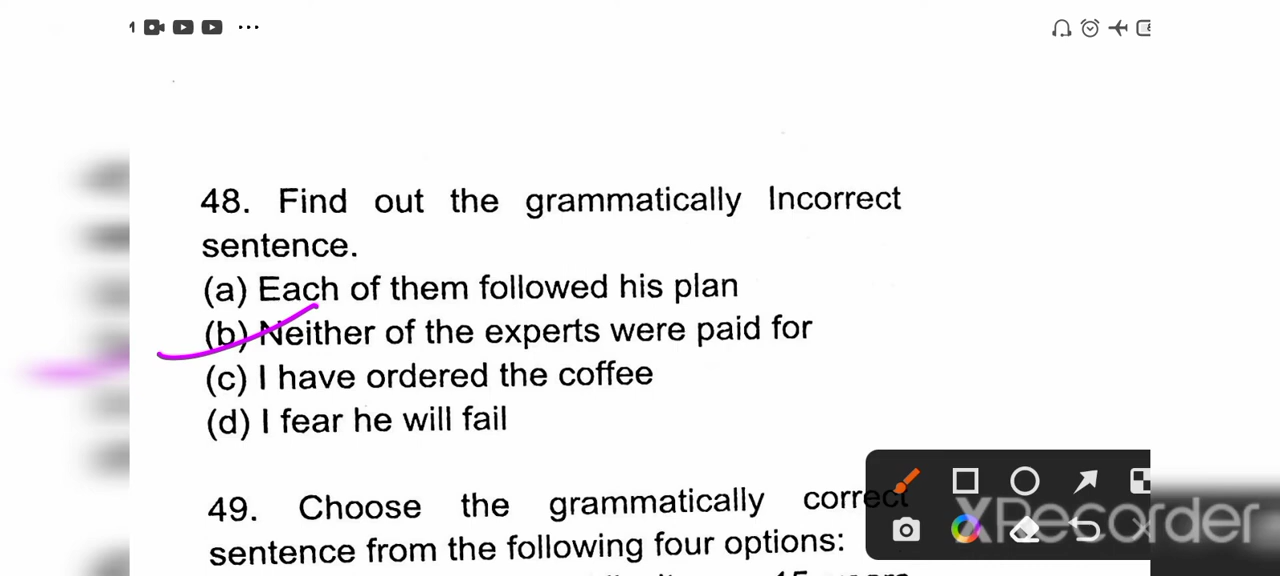 48. Find out the grammatically Incorrect
sentence.
(a) Each of them followed his plan
(b) Neither of the experts were paid for
(c) I have ordered the coffee
(d) I fear he will fail
49. Choose the grammatically correct
sentence from the following four options:
XRecorder